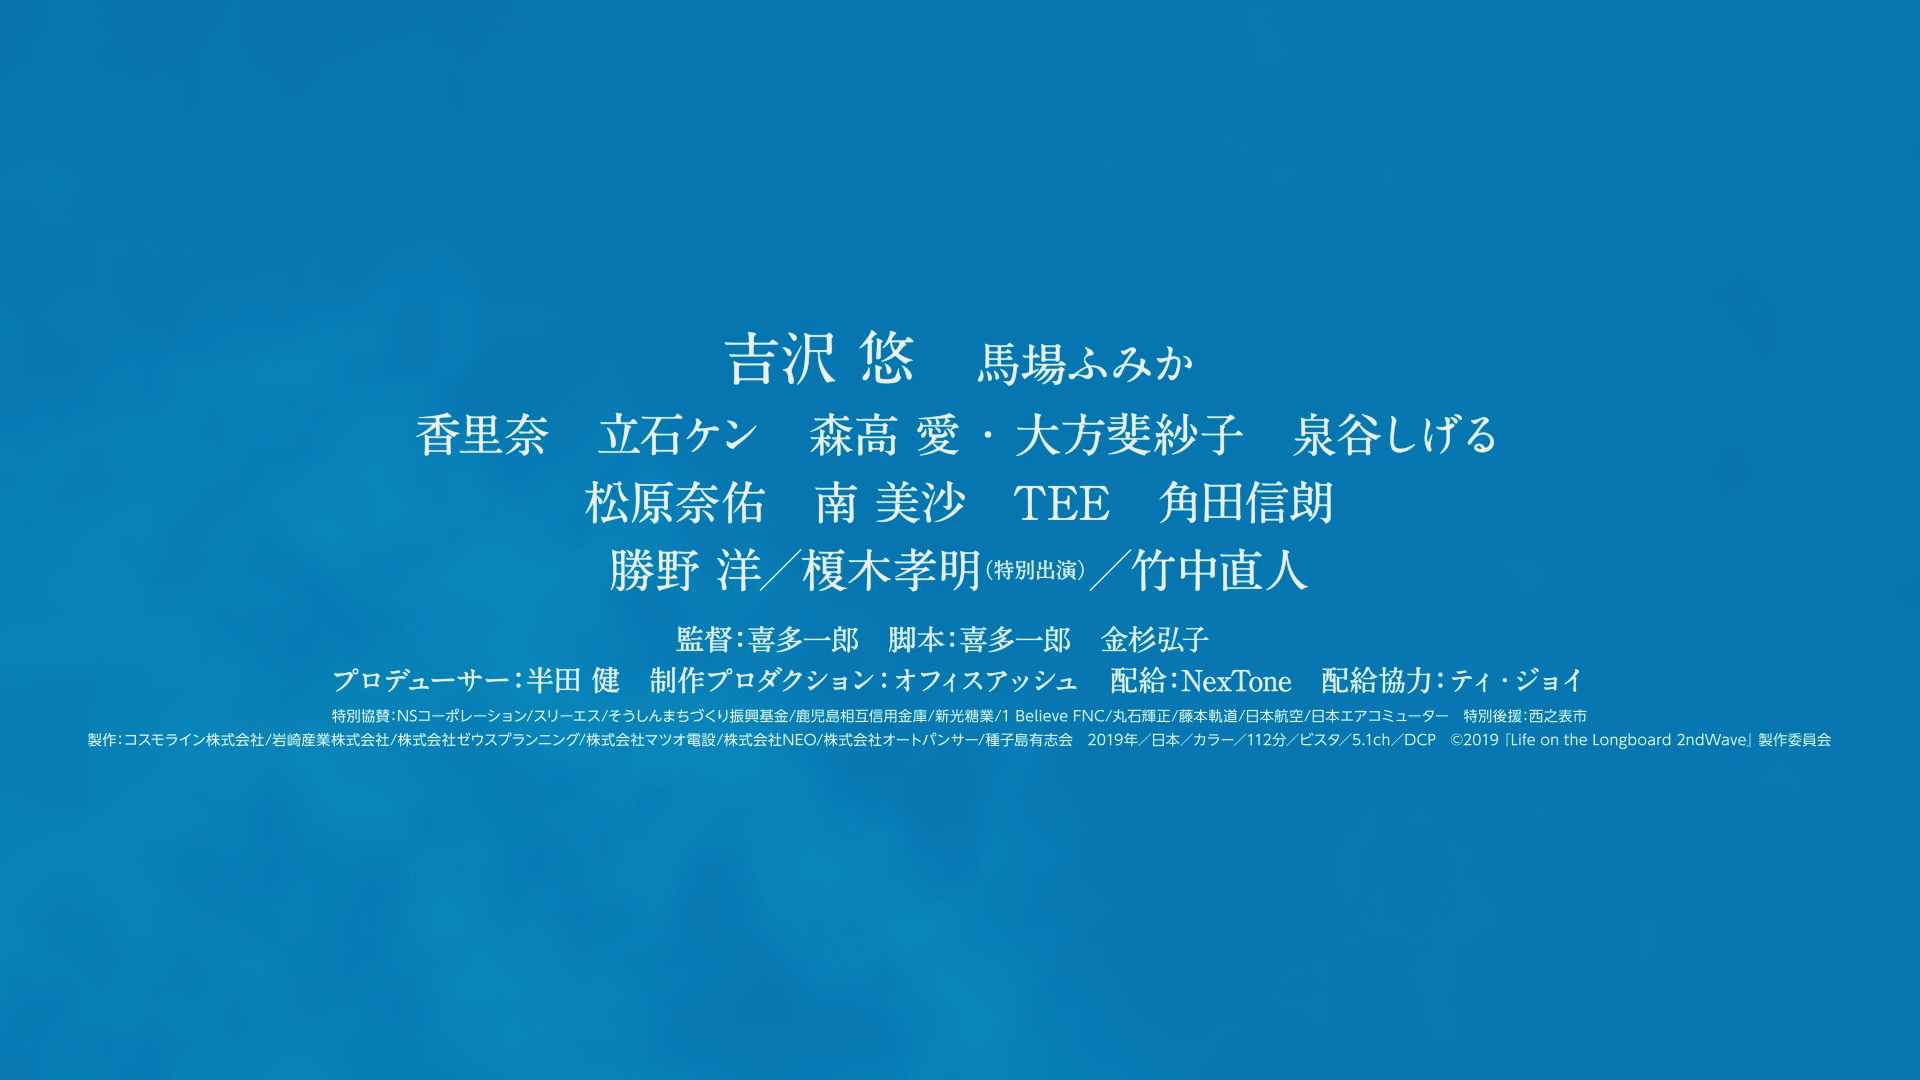 吉沢 悠　馬場ふみか
香里奈　立石ケン　森高 愛・大方斐紗子　泉谷しげる
松原奈佑　南 美沙　TEE　角田信朗
勝野 洋／榎木孝明(特別出演)／竹中直人
監督：喜多一郎　脚本：喜多一郎　金杉弘子
プロデューサー：半田 健　制作プロダクション：オフィスアッシュ　配給：NexTone　配給協力：ティ・ジョイ
特別協賛：NSコーポレーション/スリーエス/そうしんまちづくり振興基金/鹿児島相互信用金庫/新光糖業/1 Believe FNC/丸石輝正/藤本軌道/日本航空/日本エアコミューター　特別後援：西之表市
製作：コスモライン株式会社/岩崎産業株式会社/株式会社ゼウスプランニング/株式会社マツオ電設/株式会社NEO/株式会社オートパンサー/種子島有志会　2019年／日本／カラー／112分／ビスタ／5.1ch／DCP　©2019『Life on the Longboard 2ndWave』製作委員会